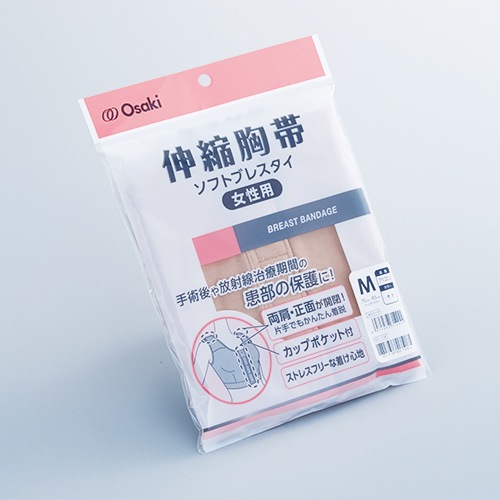 Osaki
伸縮胸帯
ソフトブレスタイ
女性用
BREAST BANDAGE
手術後や放射線治療期間の
患部の保護に!
両肩・正面が開閉!
片手でもかんたん着脱
カップポケット付
ストレスフリーな着け心地
M